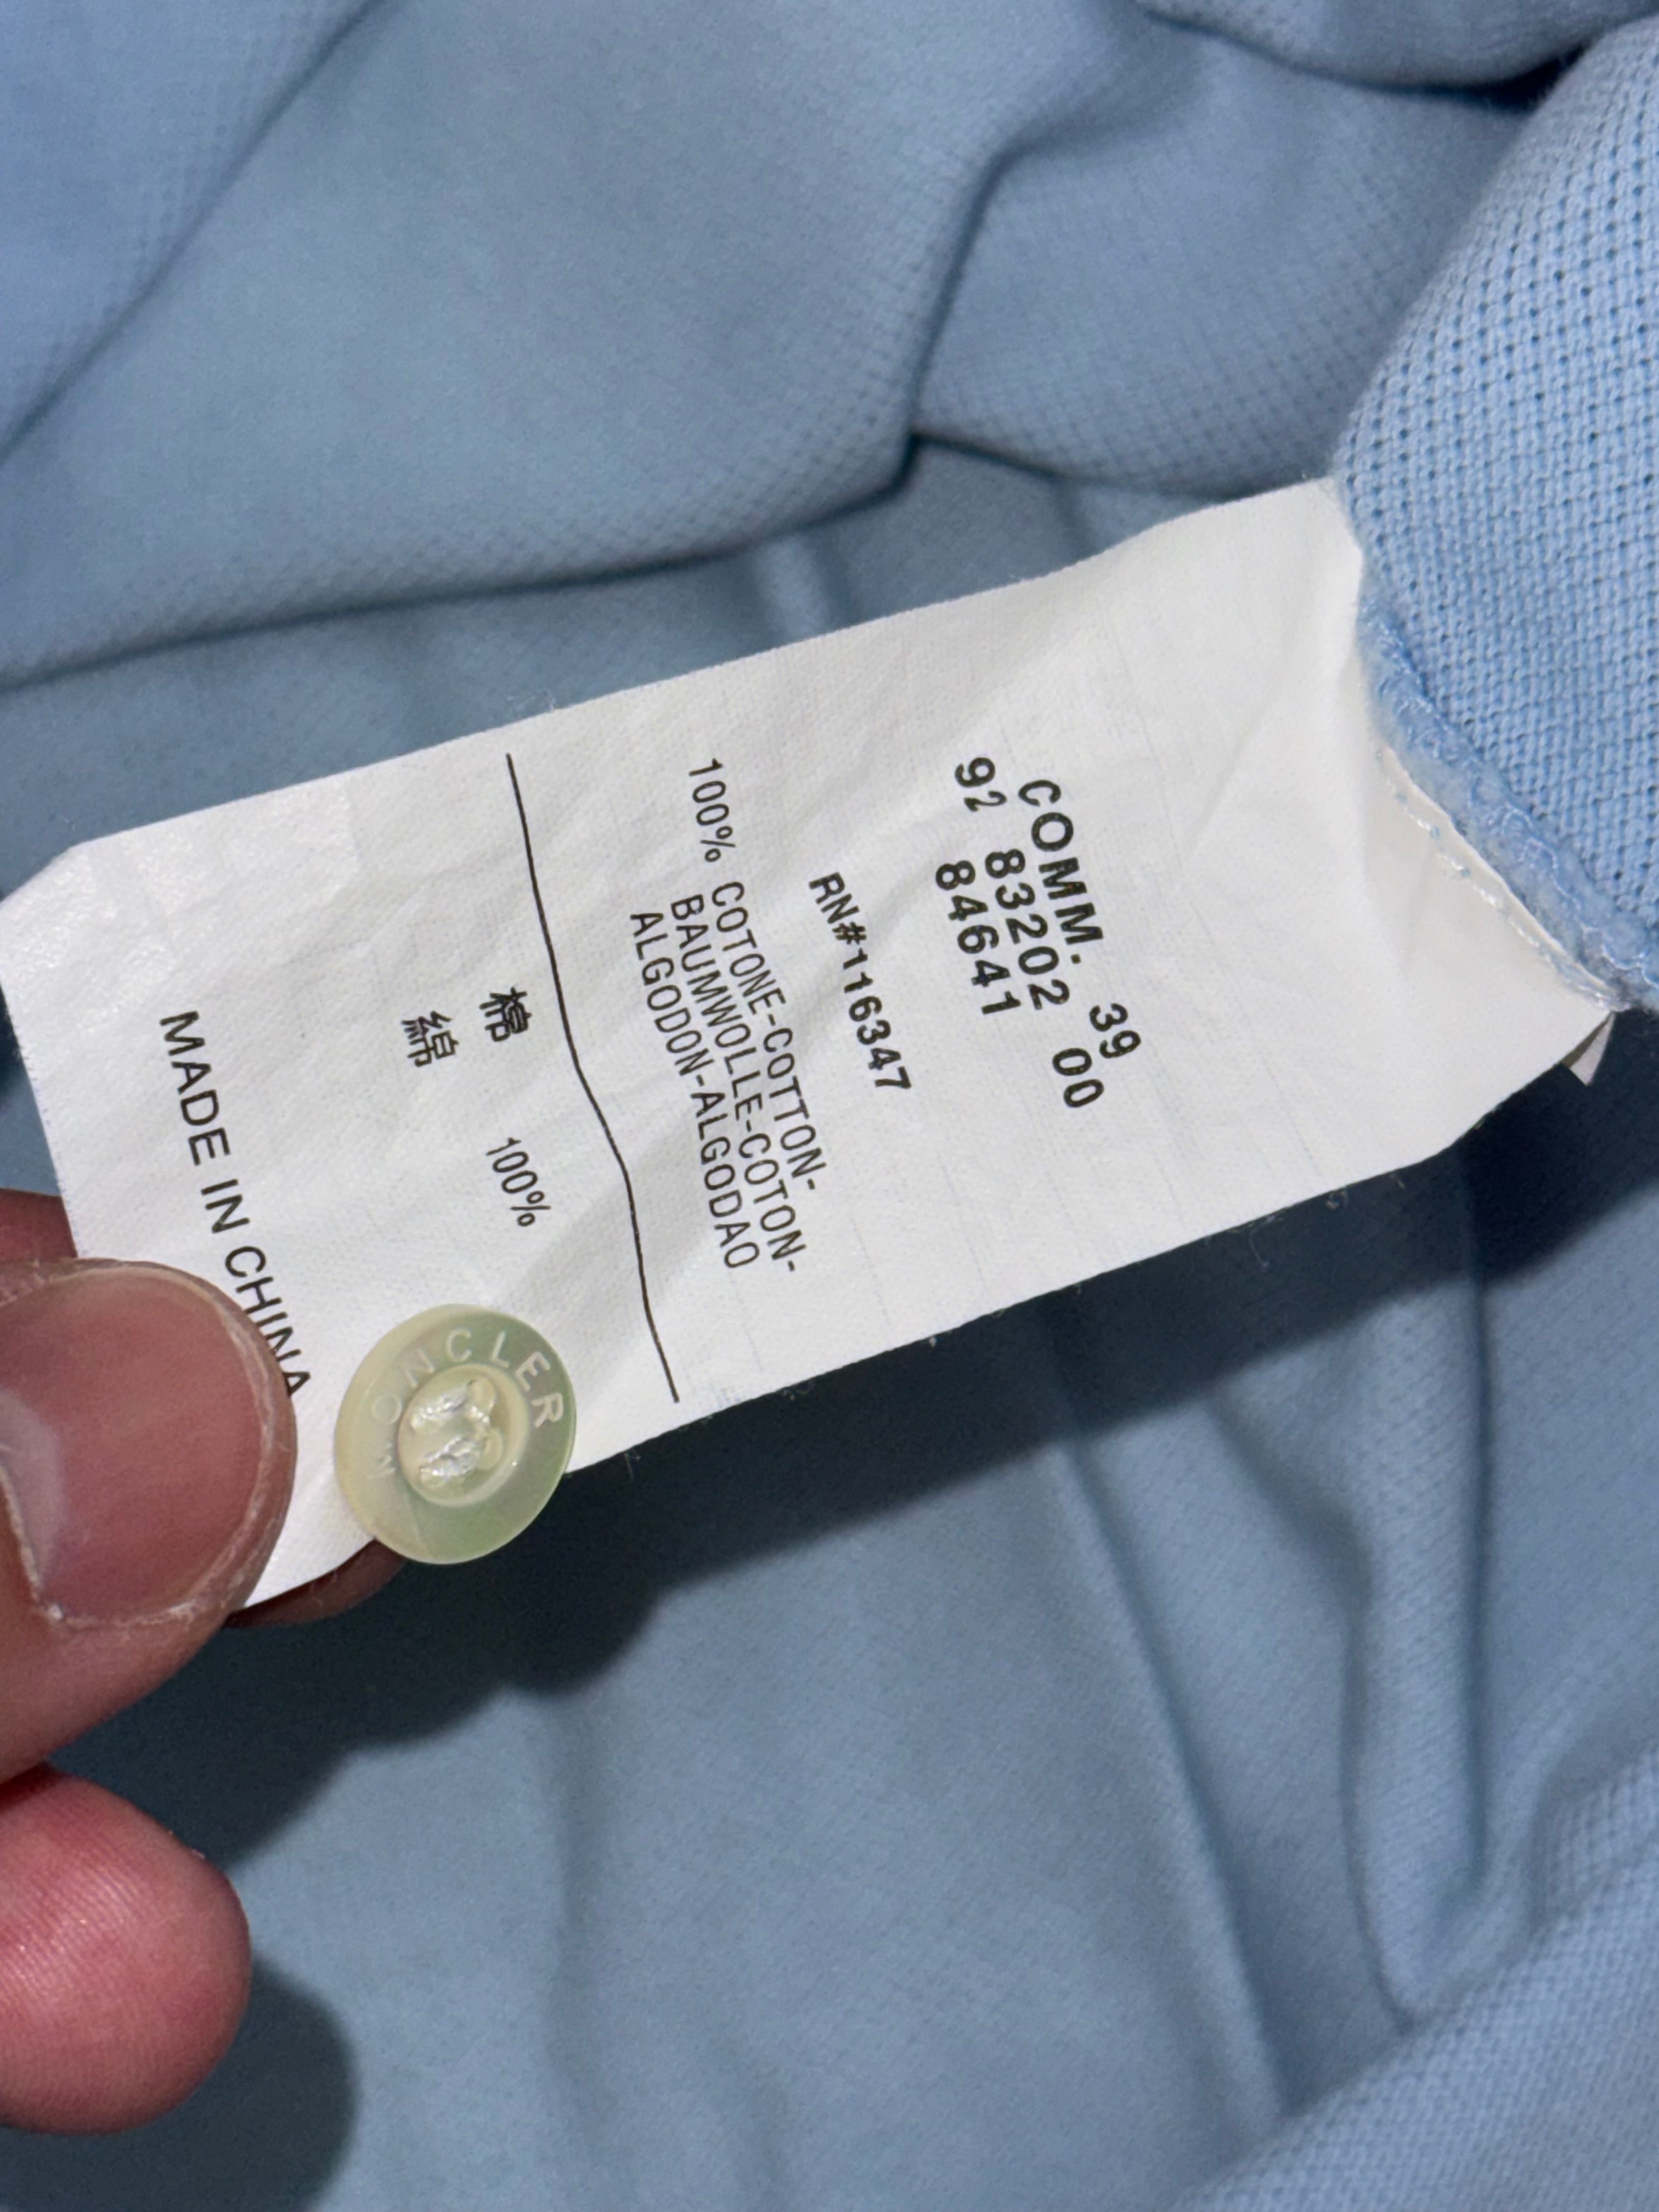 COMM. 39
92 83202 00
84641
RN#116347
100% COTONE-COTTON-
BAUMWOLLE-COTON-
ALGODON-ALGODAO
棉 100%
綿
MADE IN CHINA
MONCLER